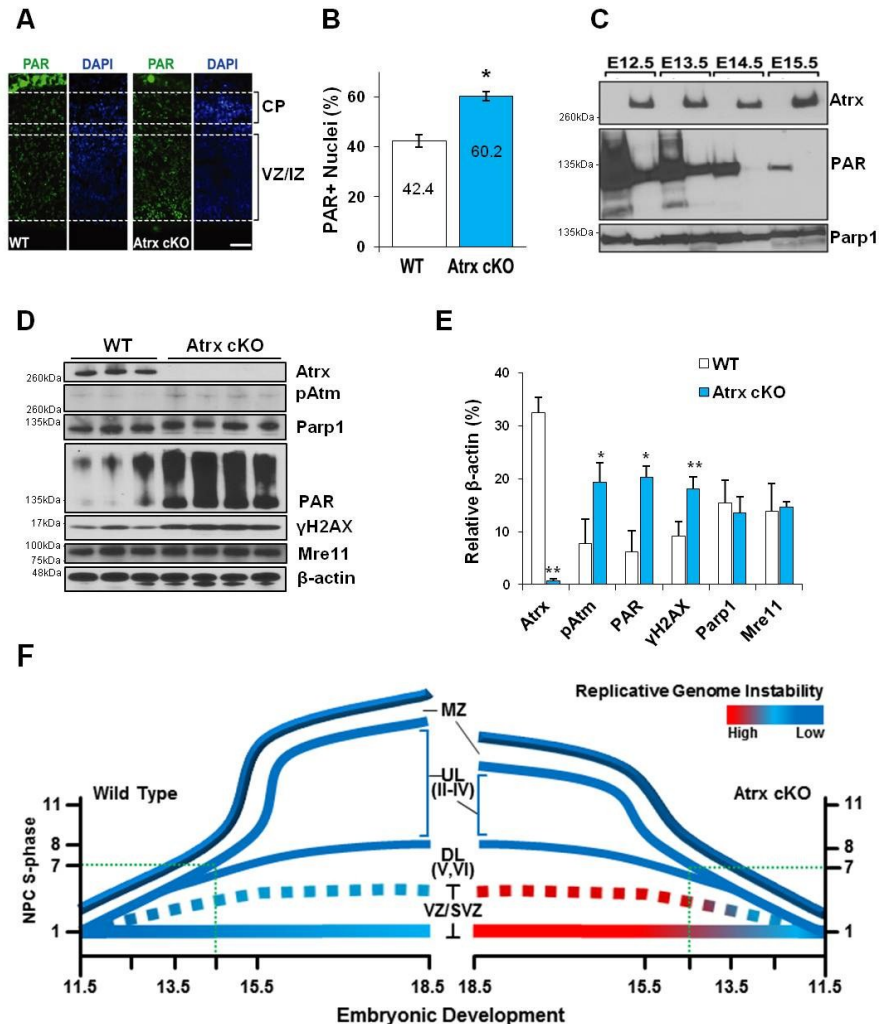 A
PAR DAPI PAR DAPI
CP
VZ/IZ
WT Atrx cKO
B
PAR+ Nuclei (%)
60
40
20
0
*
42.4
60.2
WT Atrx cKO
C
E12.5 E13.5 E14.5 E15.5
Atrx
260kDa
135kDa
PAR
135kDa
Parp1
D
WT Atrx cKO
260kDa
Atrx
pAtm
260kDa
135kDa
Parp1
135kDa
PAR
17kDa
γH2AX
100kDa
Mre11
75kDa
48kDa
β-actin
E
WT
Atrx cKO
Relative β-actin (%)
40
30
20
10
0
** * * **
Atrx pAtm PAR γH2AX Parp1 Mre11
F
Replicative Genome Instability
High Low
MZ
UL
(II-IV)
DL
(V,VI)
VZ/SVZ
Wild Type
Atrx cKO
NPC S-phase
11 11
8 8
7 7
1 1
11.5 13.5 15.5 18.5 18.5 15.5 13.5 11.5
Embryonic Development